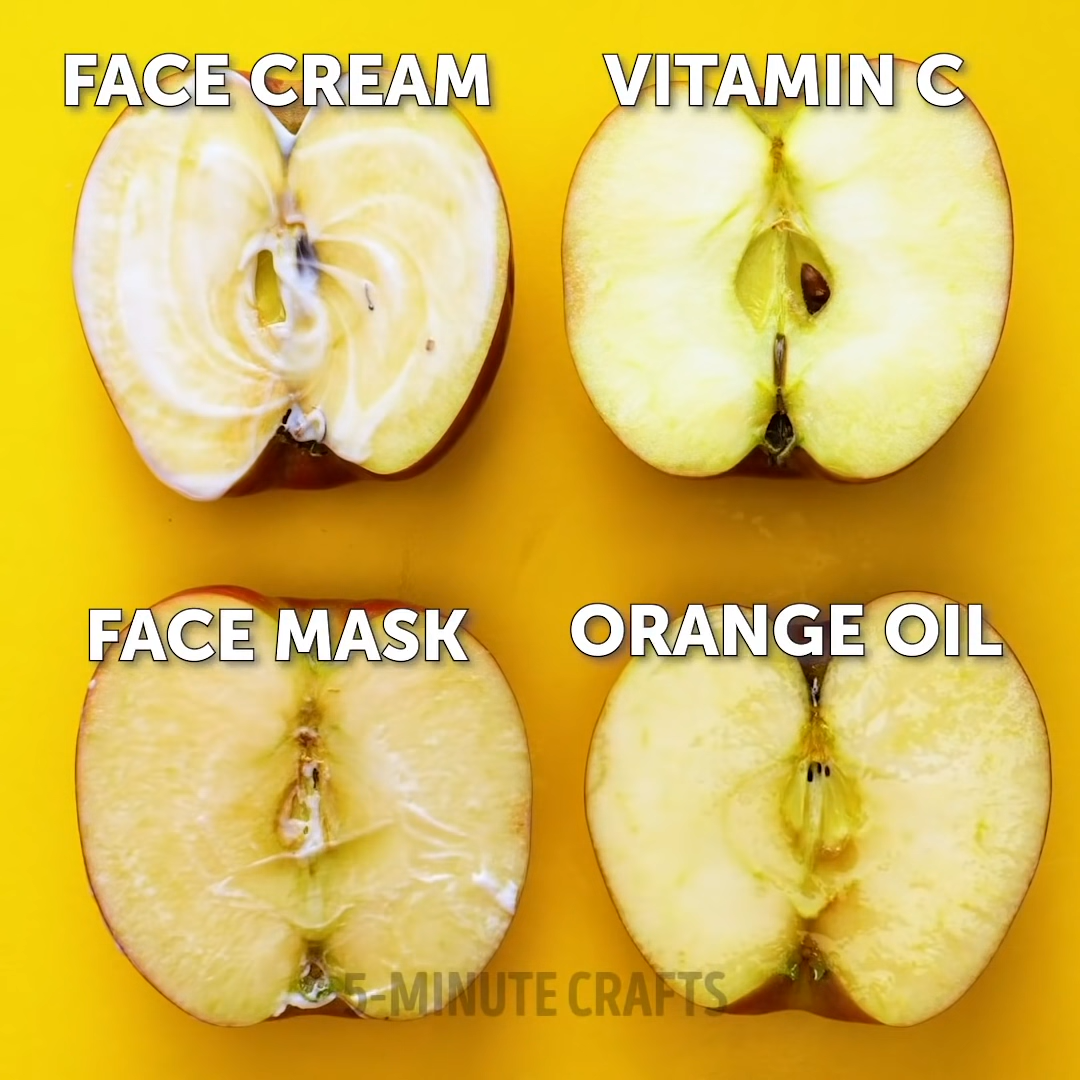 FACE CREAM
VITAMIN C
FACE MASK
ORANGE OIL
5-MINUTE CRAFTS